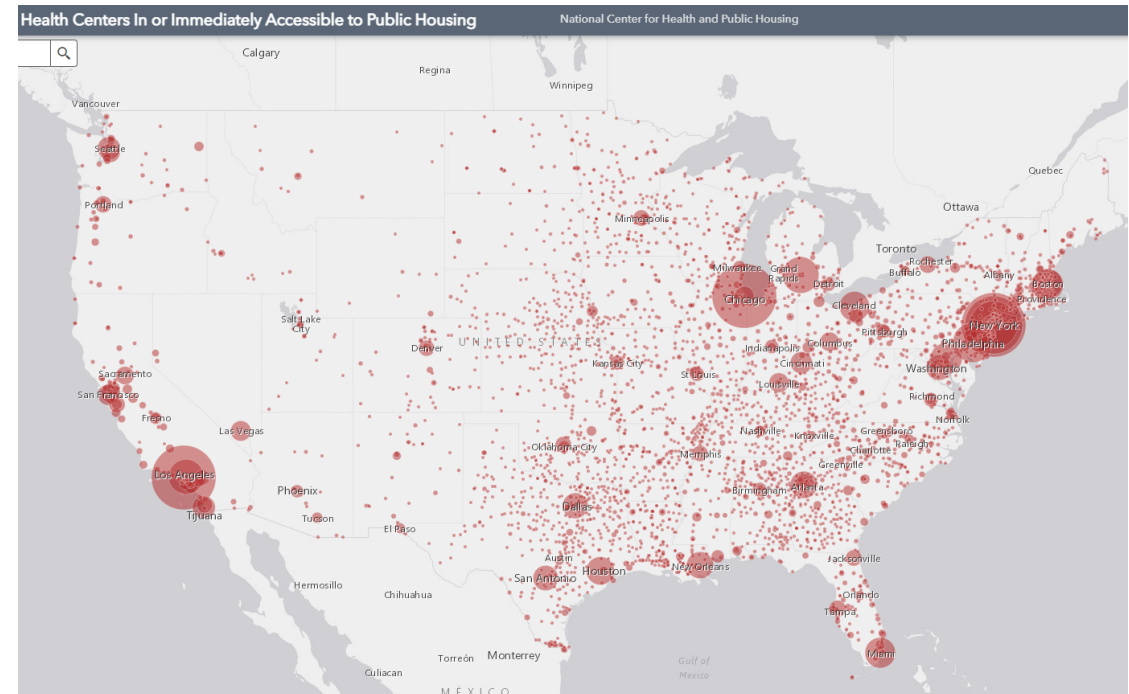 Health Centers In or Immediately Accessible to Public Housing
National Center for Health and Public Housing
Calgary
Regina
Winnipeg
Vancouver
Seattle
Quebec
Portland
Ottawa
Minneapolis
Toronto
Rochester
Buffalo
Albany
Milwaukee
Grand
Rapids
Detroit
Boston
Providence
Chicago
Cleveland
Salt Lake
City
New York
Pittsburgh
Philadelphia
Denver
UNITED STATES
Indianapolis
Columbus
Kansas City
Cincinnati
Washington
Sacramento
St Louis
Louisville
San Francisco
Richmond
Fresno
Norfolk
Las Vegas
Nashville
Knoxville
Greensboro
Raleigh
Oklahoma City
Memphis
Charlotte
Greenville
Los Angeles
Phoenix
Birmingham
Atlanta
Tijuana
Tucson
Dallas
El Paso
Austin
Jacksonville
New Orleans
Houston
San Antonio
Hermosillo
Chihuahua
Orlando
Tampa
Torreón
Monterrey
Gulf of
Mexico
Miami
Culiacan
MÉXICO